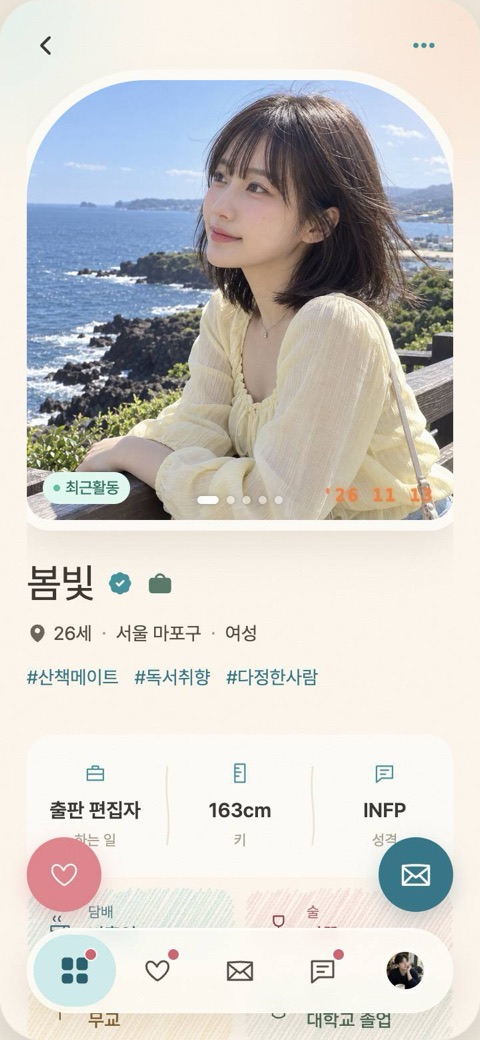 최근활동
'26 11 13
봄빛
26세 · 서울 마포구 · 여성
#산책메이트 #독서취향 #다정한사람
출판 편집자 163cm INFP
하는 일 키 성격
담배 술
무교 대학교 졸업